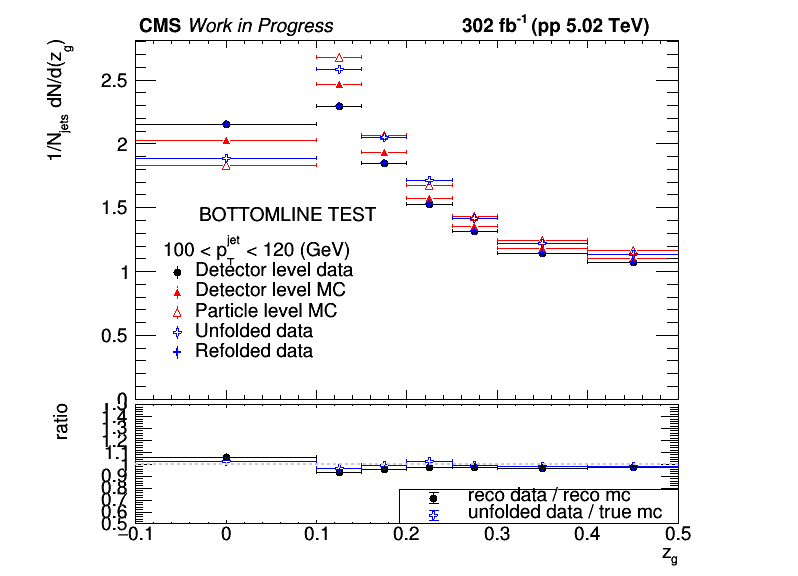 CMS Work in Progress
302 fb-1 (pp 5.02 TeV)
1/Njets dN/d(zg)
2.5
2
1.5
1
0.5
0
BOTTOMLINE TEST
100 < pTjet < 120 (GeV)
Detector level data
Detector level MC
Particle level MC
Unfolded data
Refolded data
ratio
1.5
1.4
1.3
1.2
1.1
1
0.9
0.8
0.7
0.6
0.5
reco data / reco mc
unfolded data / true mc
−0.1 0 0.1 0.2 0.3 0.4 0.5
zg